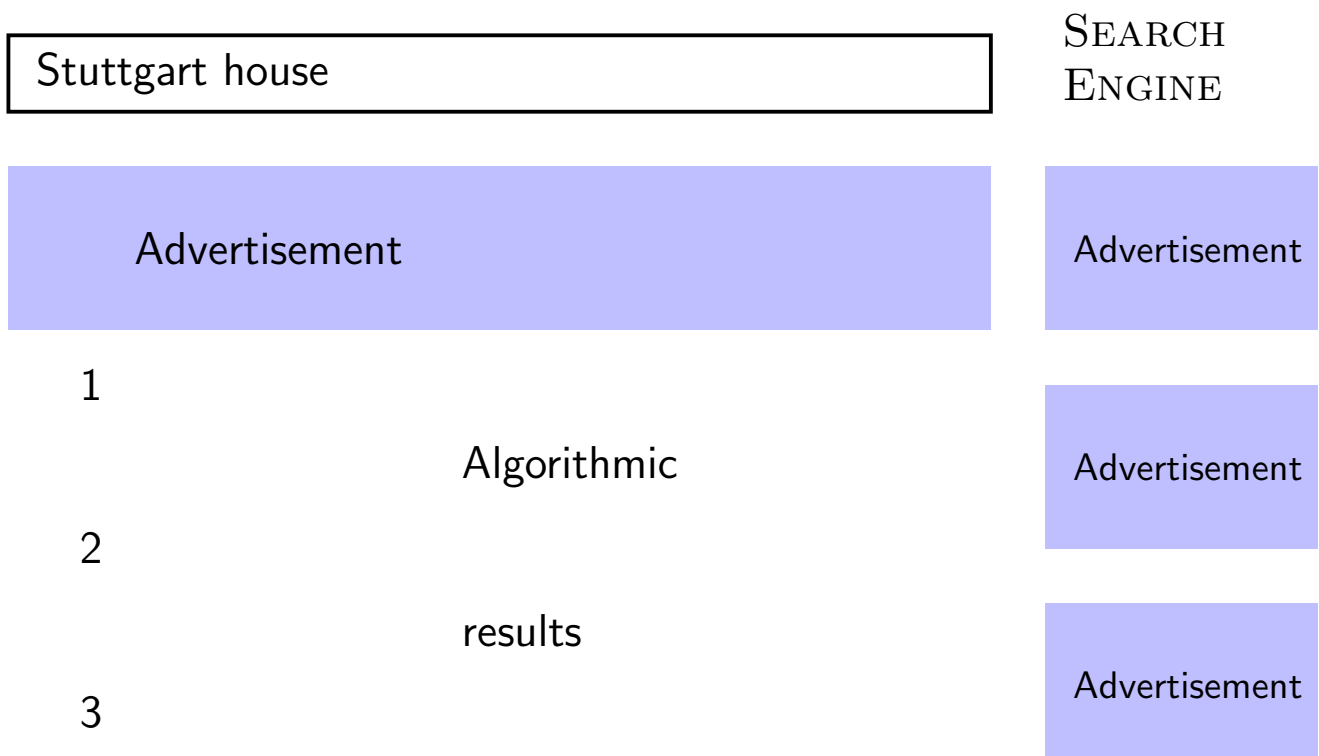 Stuttgart house
SEARCH
ENGINE
Advertisement
Advertisement
1
Algorithmic
Advertisement
2
results
Advertisement
3